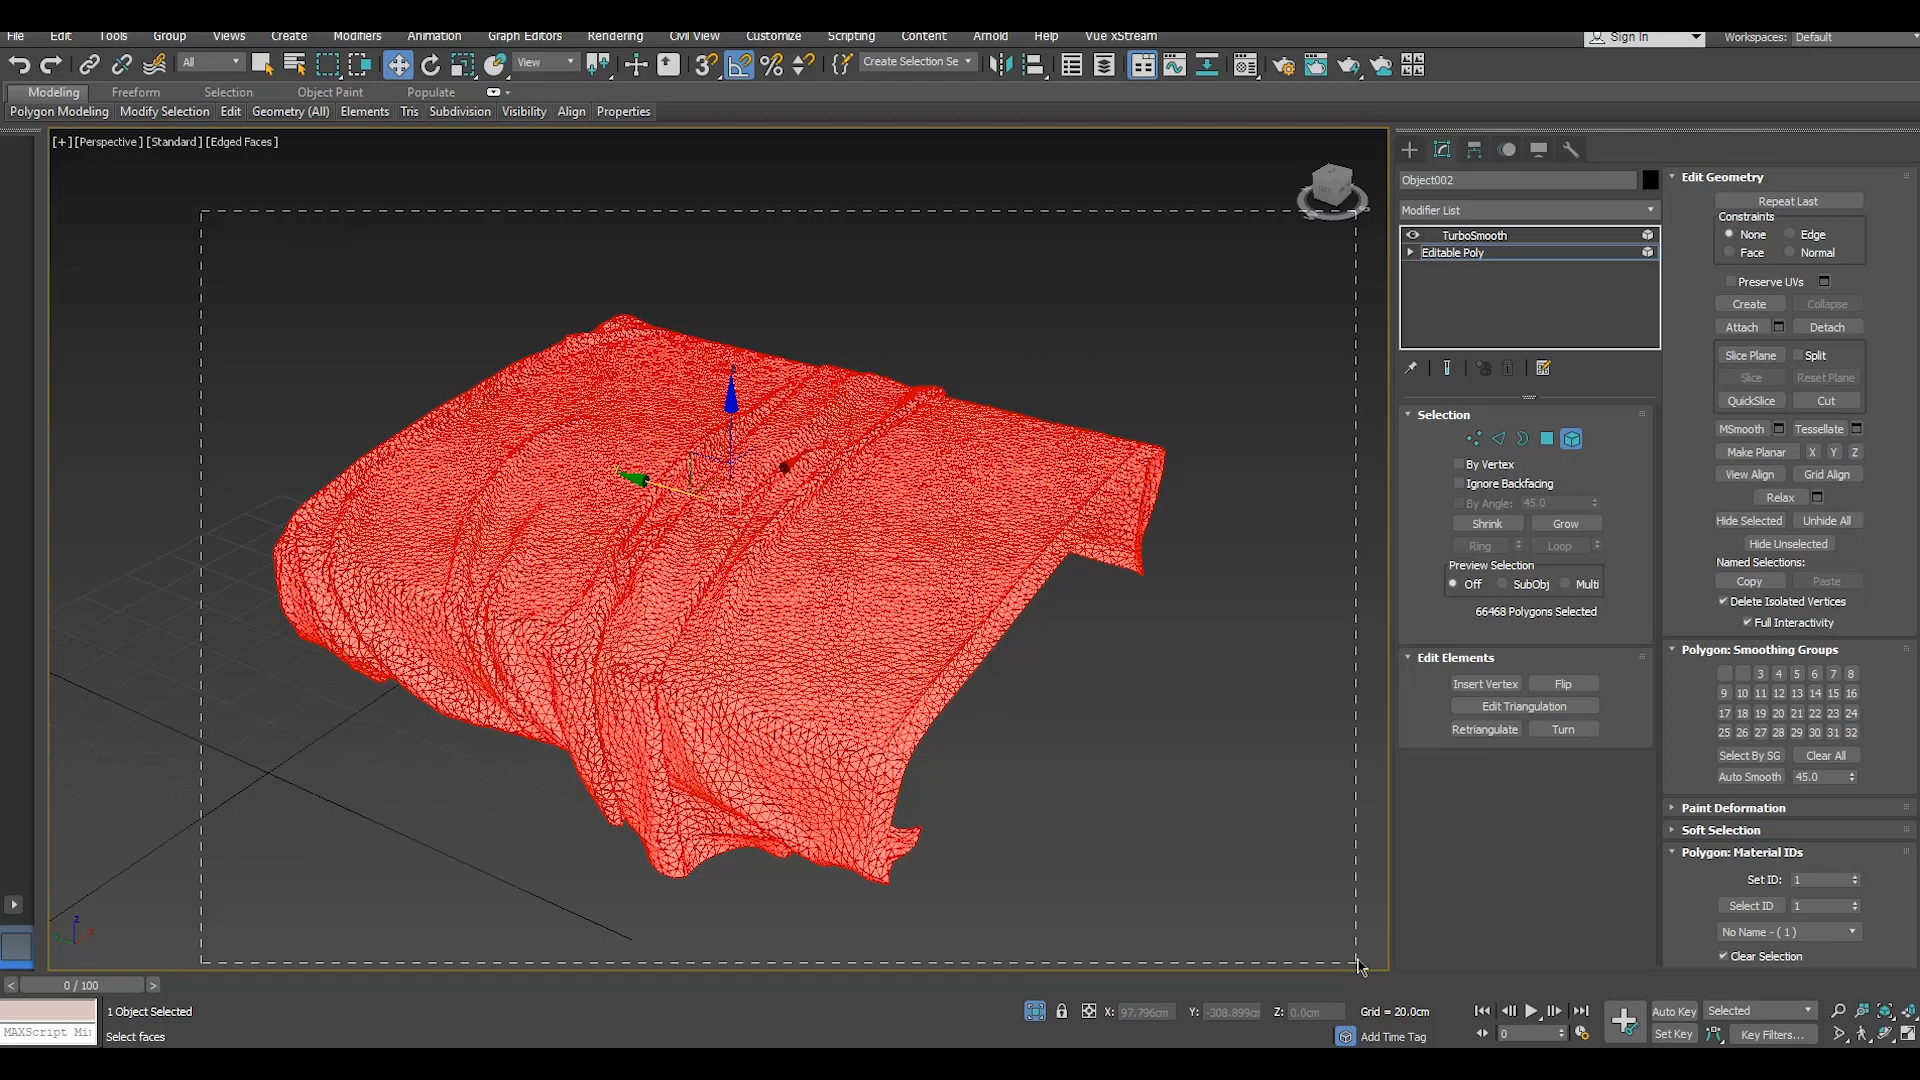 File Edit Tools Group Views Create Modifiers Animation Graph Editors Rendering Civil View Customize Scripting Content Arnold Help Vue xStream Sign In Workspaces: Default
All View 3 Create Selection Se
Modeling Freeform Selection Object Paint Populate
Polygon Modeling Modify Selection Edit Geometry (All) Elements Tris Subdivision Visibility Align Properties
[+] [Perspective ] [Standard ] [Edged Faces ]
Object002
Modifier List
TurboSmooth
Editable Poly
Selection
By Vertex
Ignore Backfacing
By Angle: 45.0
Shrink Grow
Ring Loop
Preview Selection
Off SubObj Multi
66468 Polygons Selected
Edit Elements
Insert Vertex Flip
Edit Triangulation
Retriangulate Turn
Edit Geometry
Repeat Last
Constraints
None Edge
Face Normal
Preserve UVs
Create Collapse
Attach Detach
Slice Plane Split
Slice Reset Plane
QuickSlice Cut
MSmooth Tessellate
Make Planar X Y Z
View Align Grid Align
Relax
Hide Selected Unhide All
Hide Unselected
Named Selections:
Copy Paste
Delete Isolated Vertices
Full Interactivity
Polygon: Smoothing Groups
3 4 5 6 7 8
9 10 11 12 13 14 15 16
17 18 19 20 21 22 23 24
25 26 27 28 29 30 31 32
Select By SG Clear All
Auto Smooth 45.0
Paint Deformation
Soft Selection
Polygon: Material IDs
Set ID: 1
Select ID 1
No Name - ( 1 )
Clear Selection
z
x
< 0 / 100 >
1 Object Selected X: 97.796cm Y: -308.899cm Z: 0.0cm Grid = 20.0cm Auto Key Selected
MAXScript Mi Select faces Add Time Tag 0 Set Key Key Filters...